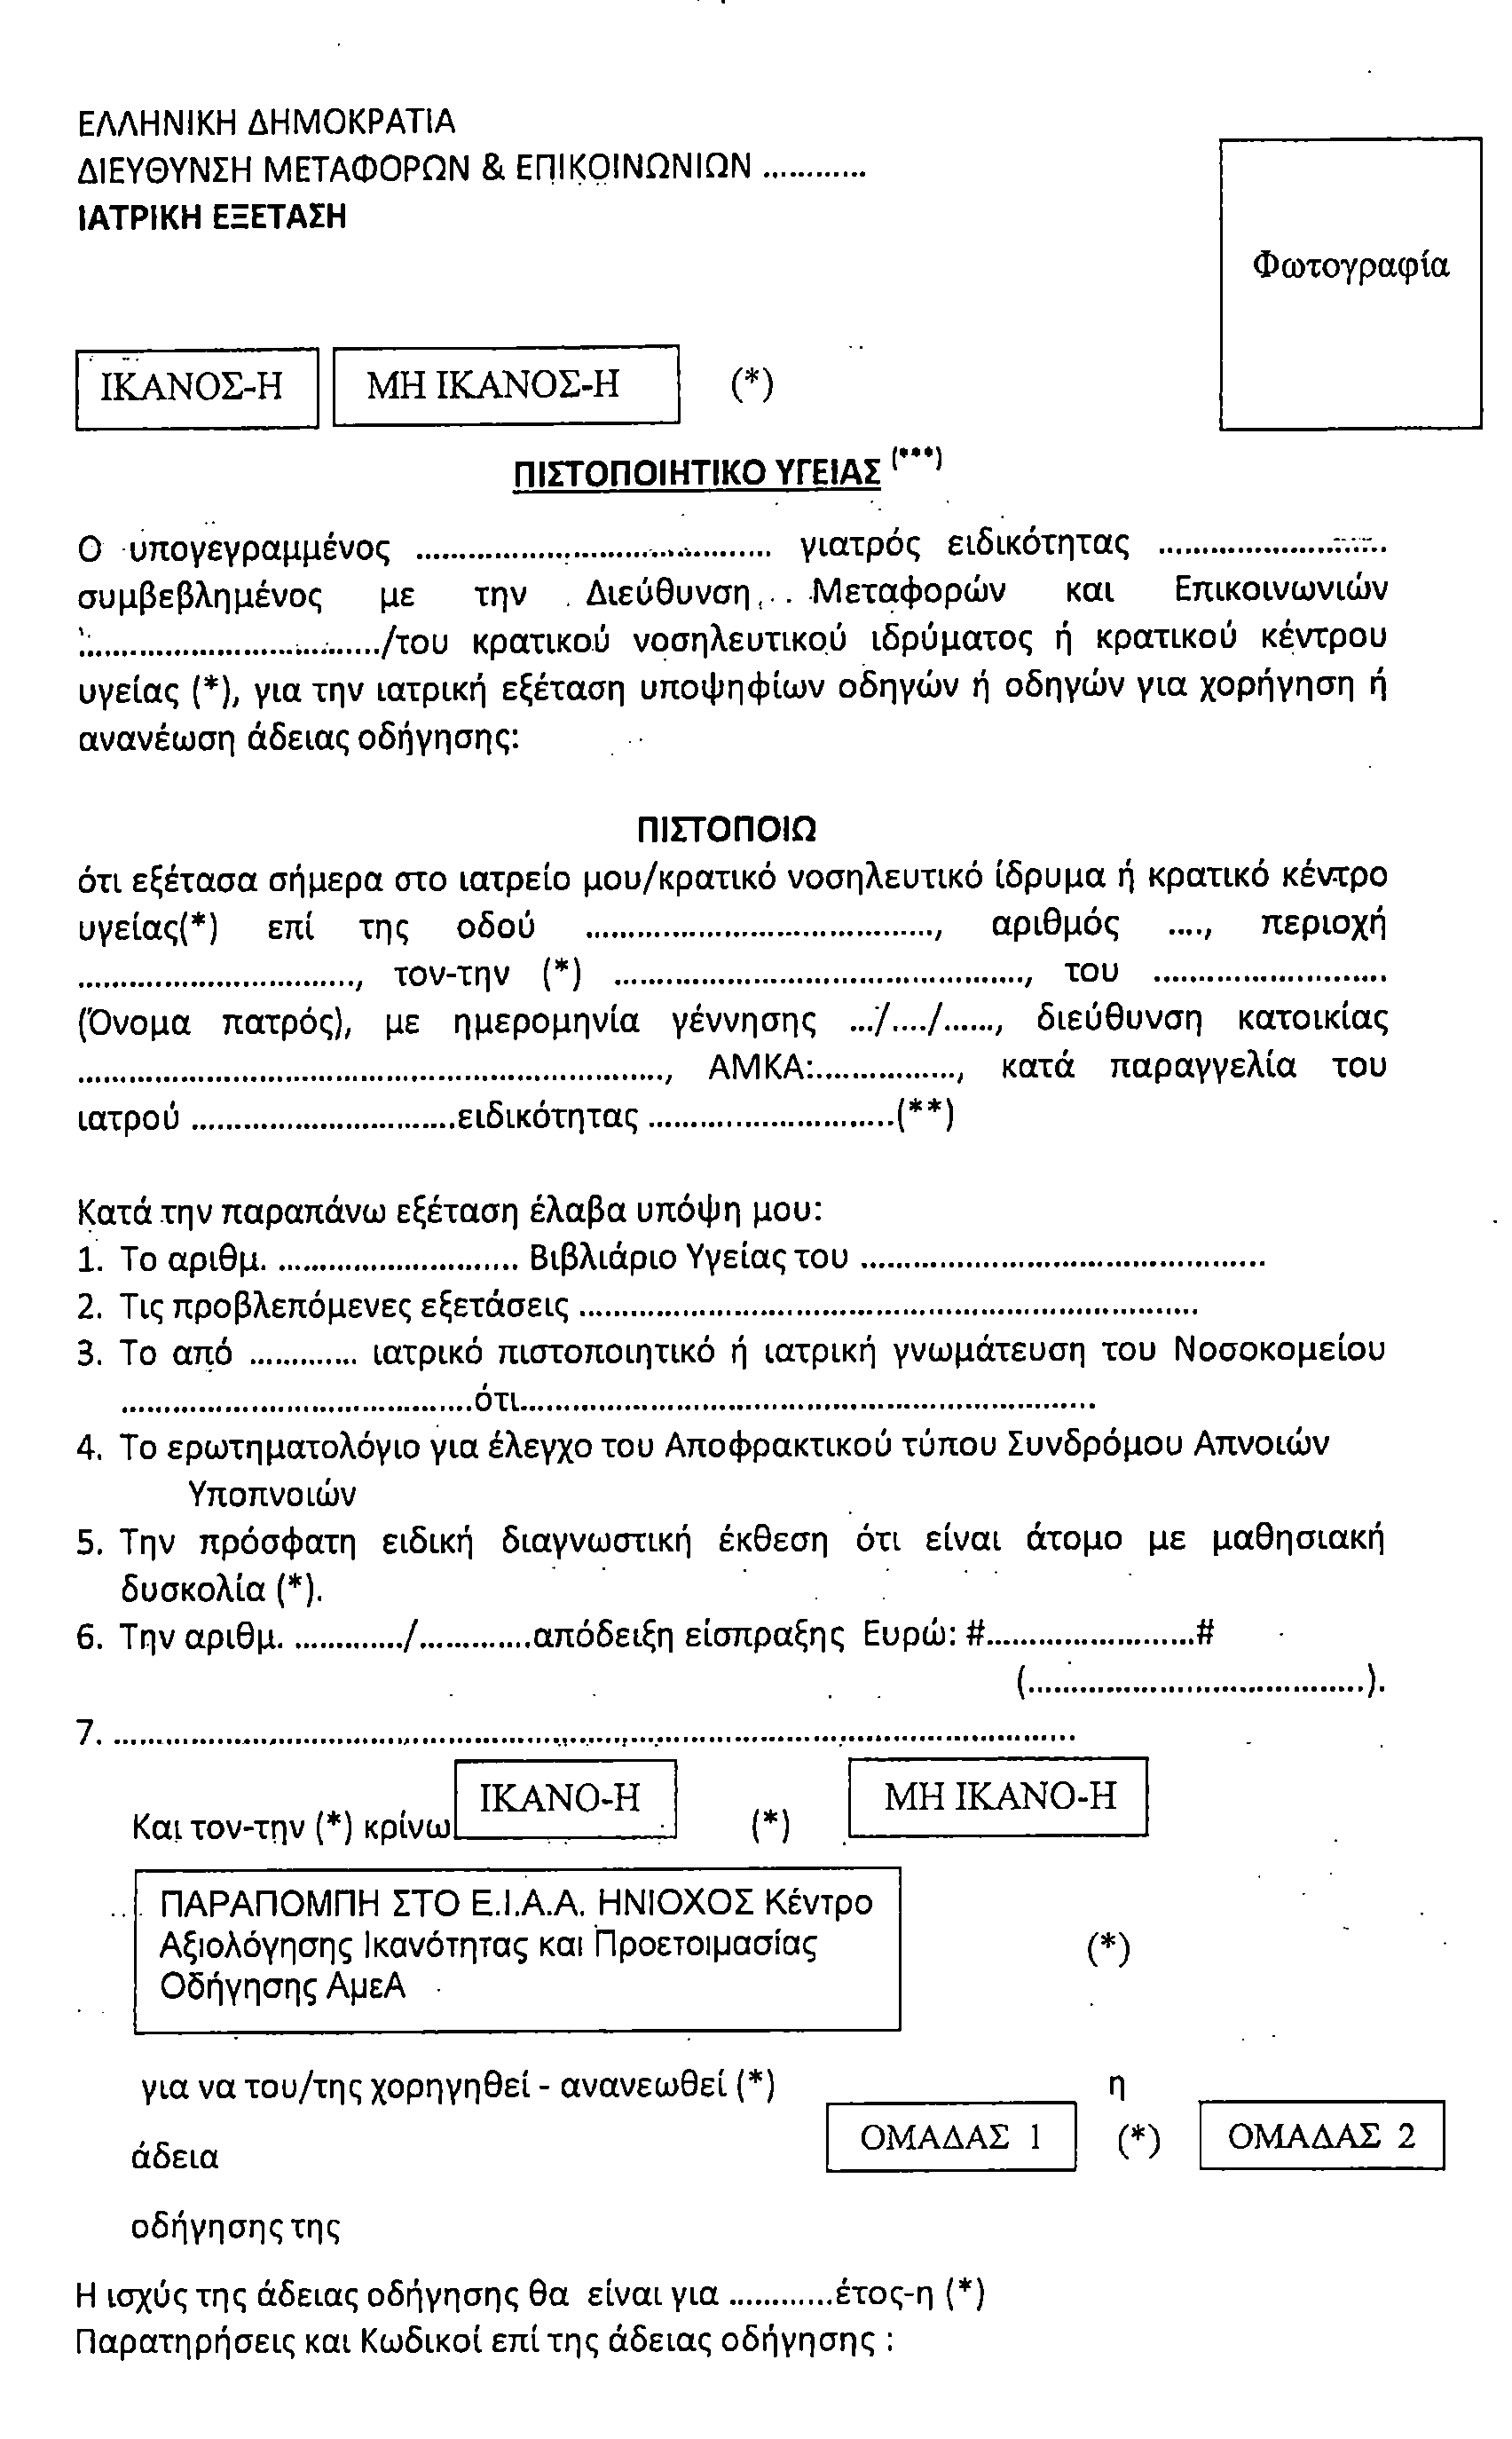 ΕΛΛΗΝΙΚΗ ΔΗΜΟΚΡΑΤΙΑ
ΔΙΕΥΘΥΝΣΗ ΜΕΤΑΦΟΡΩΝ & ΕΠΙΚΟΙΝΩΝΙΩΝ ............
ΙΑΤΡΙΚΗ ΕΞΕΤΑΣΗ
Φωτογραφία
ΙΚΑΝΟΣ-Η ΜΗ ΙΚΑΝΟΣ-Η (*)
ΠΙΣΤΟΠΟΙΗΤΙΚΟ ΥΓΕΙΑΣ (***)
Ο υπογεγραμμένος ........................................ γιατρός ειδικότητας ..........................
συμβεβλημένος με την Διεύθυνση Μεταφορών και Επικοινωνιών
................................../του κρατικού νοσηλευτικού ιδρύματος ή κρατικού κέντρου
υγείας (*), για την ιατρική εξέταση υποψηφίων οδηγών ή οδηγών για χορήγηση ή
ανανέωση άδειας οδήγησης:
ΠΙΣΤΟΠΟΙΩ
ότι εξέτασα σήμερα στο ιατρείο μου/κρατικό νοσηλευτικό ίδρυμα ή κρατικό κέντρο
υγείας(*) επί της οδού ........................................, αριθμός ...., περιοχή
................................, τον-την (*) ................................................, του ...........................
(Όνομα πατρός), με ημερομηνία γέννησης .../..../......, διεύθυνση κατοικίας
...................................................................., ΑΜΚΑ:................, κατά παραγγελία του
ιατρού ..............................ειδικότητας ............................(**)
Κατά την παραπάνω εξέταση έλαβα υπόψη μου:
1. Το αριθμ. ............................ Βιβλιάριο Υγείας του ..............................................
2. Τις προβλεπόμενες εξετάσεις .......................................................................
3. Το από ............. ιατρικό πιστοποιητικό ή ιατρική γνωμάτευση του Νοσοκομείου
........................................ότι..................................................................
4. Το ερωτηματολόγιο για έλεγχο του Αποφρακτικού τύπου Συνδρόμου Απνοιών
Υποπνοιών
5. Την πρόσφατη ειδική διαγνωστική έκθεση ότι είναι άτομο με μαθησιακή
δυσκολία (*).
6. Την αριθμ. ............./.............απόδειξη είσπραξης Ευρώ: #........................#
(.......................................).
7. ..............................................................................................................
Και τον-την (*) κρίνω ΙΚΑΝΟ-Η (*) ΜΗ ΙΚΑΝΟ-Η
ΠΑΡΑΠΟΜΠΗ ΣΤΟ Ε.Ι.Α.Α. ΗΝΙΟΧΟΣ Κέντρο
Αξιολόγησης Ικανότητας και Προετοιμασίας (*)
Οδήγησης ΑμεΑ
για να του/της χορηγηθεί - ανανεωθεί (*) η
άδεια ΟΜΑΔΑΣ 1 (*) ΟΜΑΔΑΣ 2
οδήγησης της
Η ισχύς της άδειας οδήγησης θα είναι για ............έτος-η (*)
Παρατηρήσεις και Κωδικοί επί της άδειας οδήγησης :